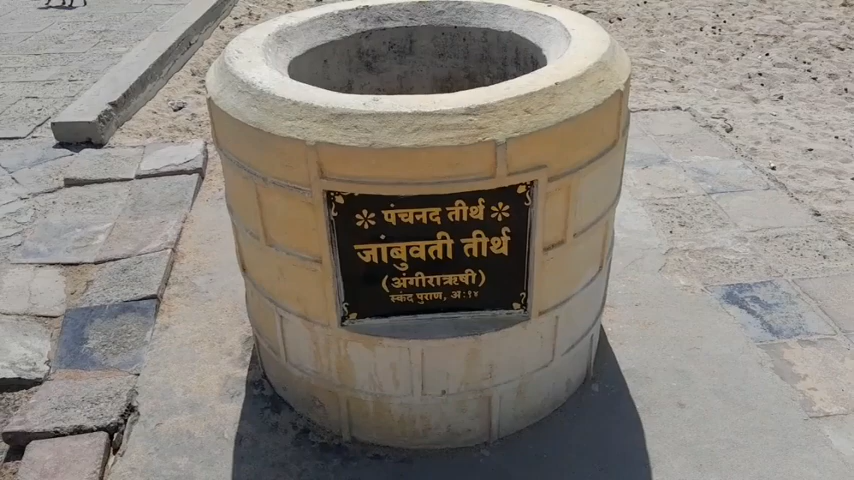 पंचनद तीर्थ
जांबुवती तीर्थ
(अंगीराऋषी)
स्कंद पुराण, अ:१४